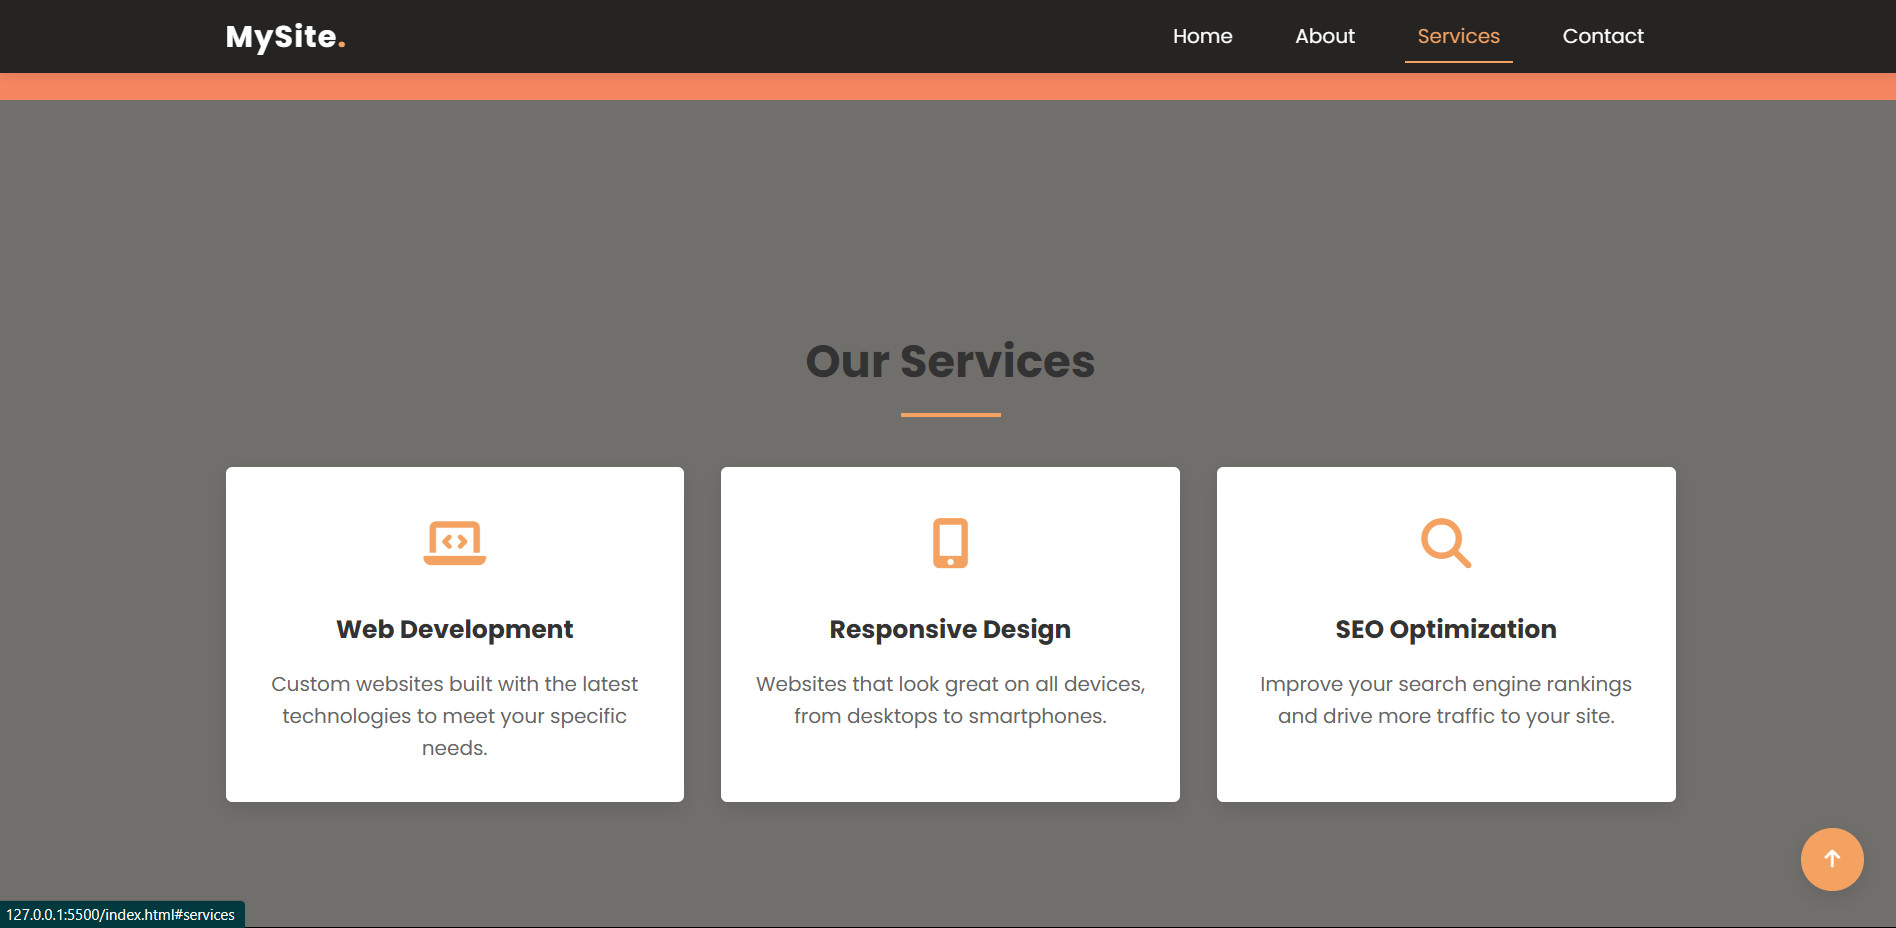 MySite.
Home About Services Contact
Our Services
Web Development
Custom websites built with the latest
technologies to meet your specific
needs.
Responsive Design
Websites that look great on all devices,
from desktops to smartphones.
SEO Optimization
Improve your search engine rankings
and drive more traffic to your site.
127.0.0.1:5500/index.html#services